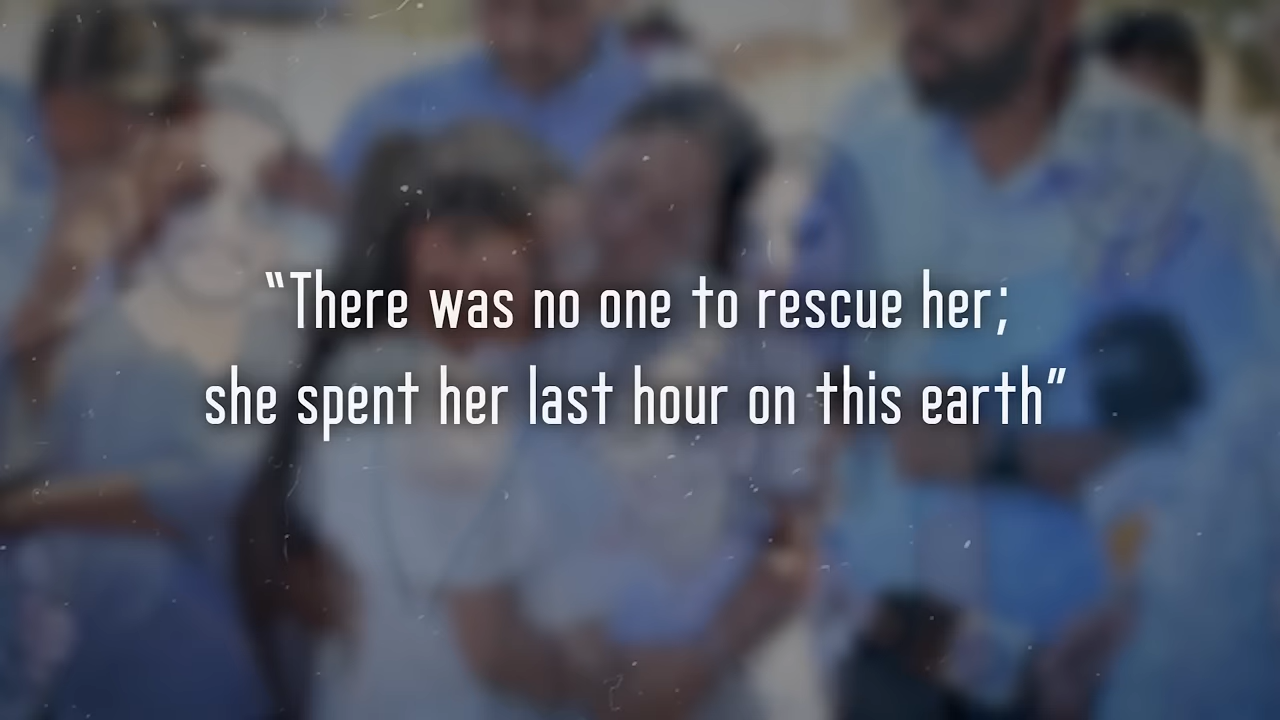 “There was no one to rescue her;
she spent her last hour on this earth”